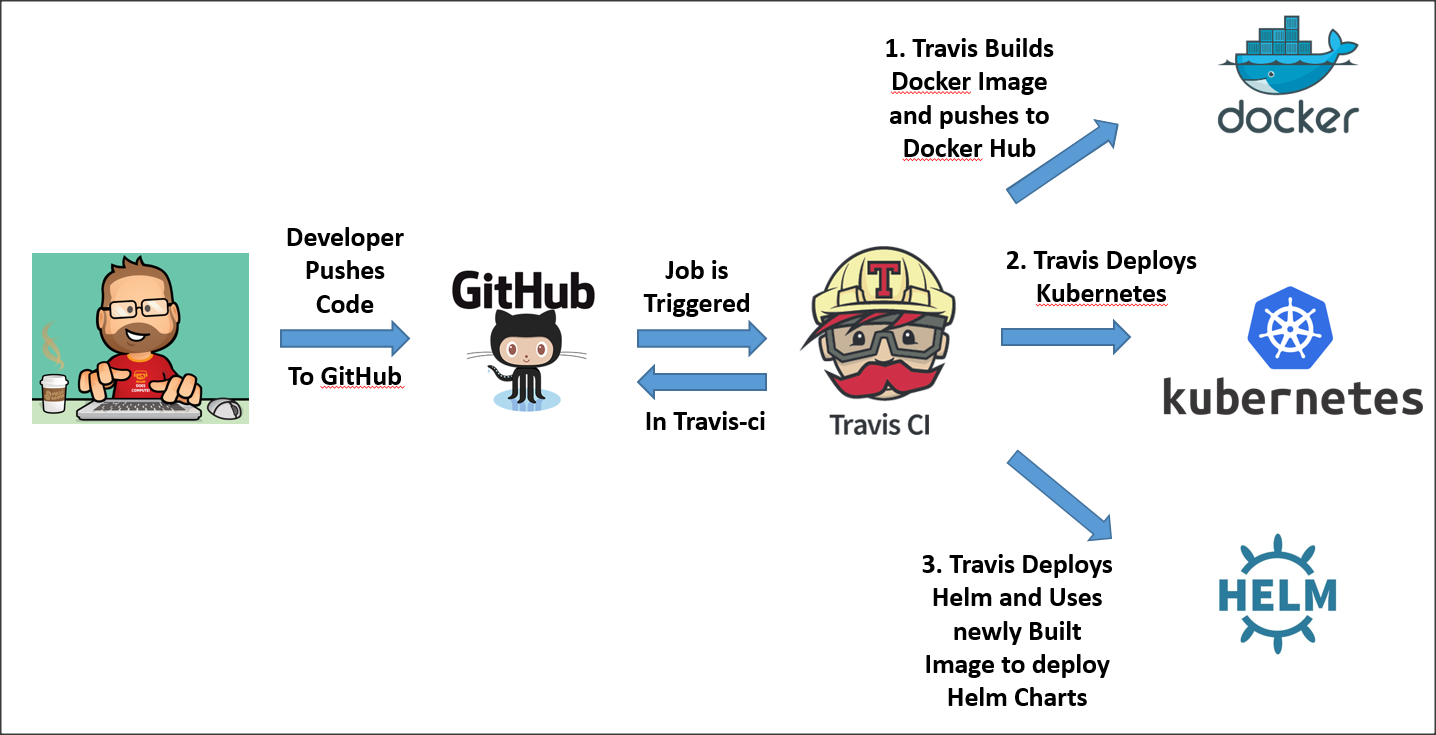 1. Travis Builds
Docker Image
and pushes to
Docker Hub
docker
Developer
Pushes
Code
To GitHub
GitHub
Job is
Triggered
In Travis-ci
T
Travis CI
2. Travis Deploys
Kubernetes
kubernetes
3. Travis Deploys
Helm and Uses
newly Built
Image to deploy
Helm Charts
HELM